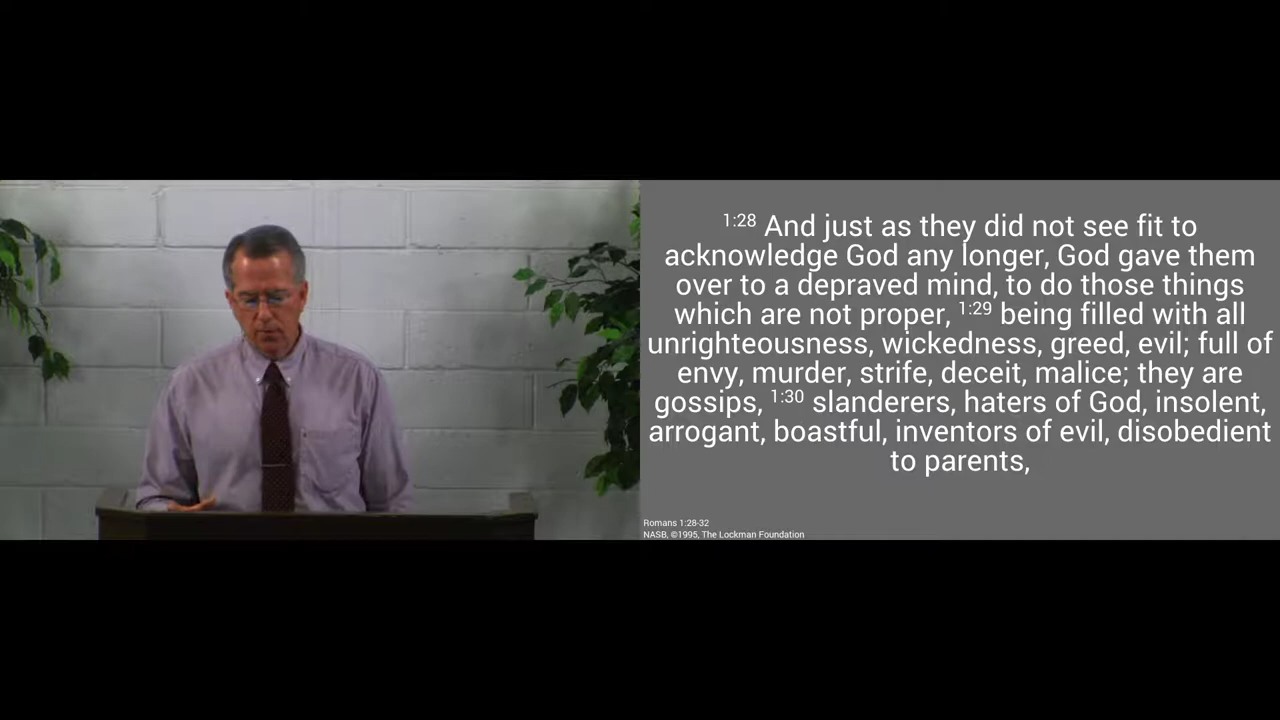 1:28 And just as they did not see fit to
acknowledge God any longer, God gave them
over to a depraved mind, to do those things
which are not proper, 1:29 being filled with all
unrighteousness, wickedness, greed, evil; full of
envy, murder, strife, deceit, malice; they are
gossips, 1:30 slanderers, haters of God, insolent,
arrogant, boastful, inventors of evil, disobedient
to parents,
Romans 1:28-32
NASB, ©1995, The Lockman Foundation